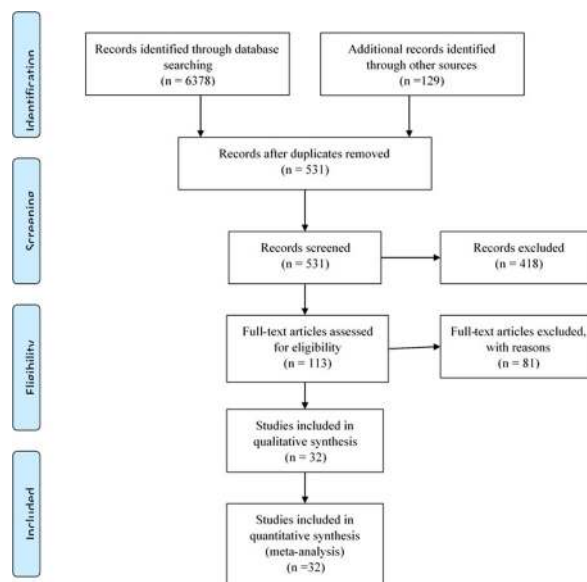 Identification
Records identified through database
searching
(n = 6378)
Additional records identified
through other sources
(n =129)
Records after duplicates removed
(n = 531)
Screening
Records screened
(n = 531)
Records excluded
(n = 418)
Eligibility
Full-text articles assessed
for eligibility
(n = 113)
Full-text articles excluded,
with reasons
(n = 81)
Studies included in
qualitative synthesis
(n = 32)
Included
Studies included in
quantitative synthesis
(meta-analysis)
(n =32)